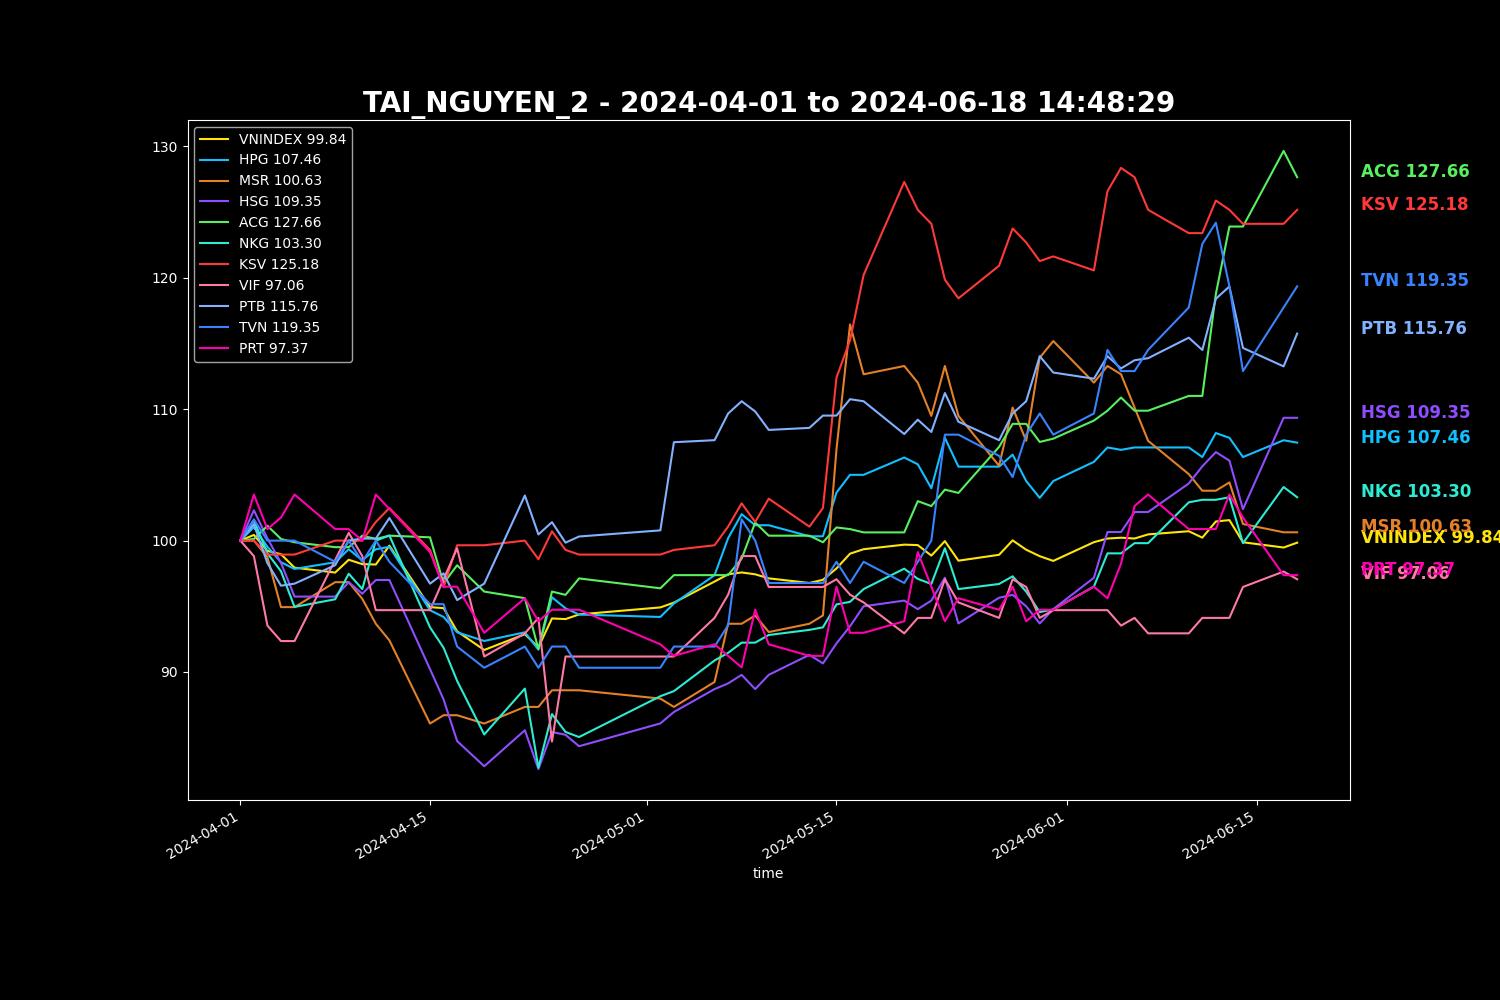 TAI_NGUYEN_2 - 2024-04-01 to 2024-06-18 14:48:29
VNINDEX 99.84
HPG 107.46
MSR 100.63
HSG 109.35
ACG 127.66
NKG 103.30
KSV 125.18
VIF 97.06
PTB 115.76
TVN 119.35
PRT 97.37
130
120
110
100
90
ACG 127.66
KSV 125.18
TVN 119.35
PTB 115.76
HSG 109.35
HPG 107.46
NKG 103.30
MSR 100.63
VNINDEX 99.84
PRT 97.37
VIF 97.06
2024-04-01
2024-04-15
2024-05-01
2024-05-15
2024-06-01
2024-06-15
time